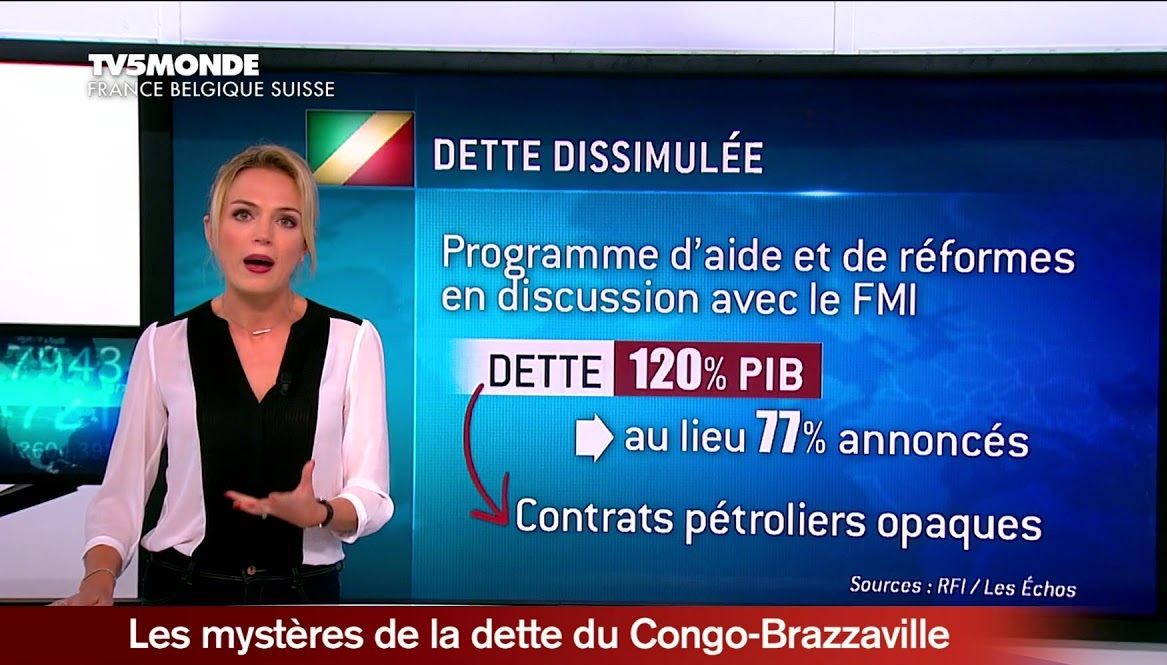 TV5MONDE
FRANCE BELGIQUE SUISSE
DETTE DISSIMULÉE
Programme d'aide et de réformes
en discussion avec le FMI
DETTE 120% PIB
au lieu 77% annoncés
Contrats pétroliers opaques
Sources : RFI / Les Échos
7943
Les mystères de la dette du Congo-Brazzaville